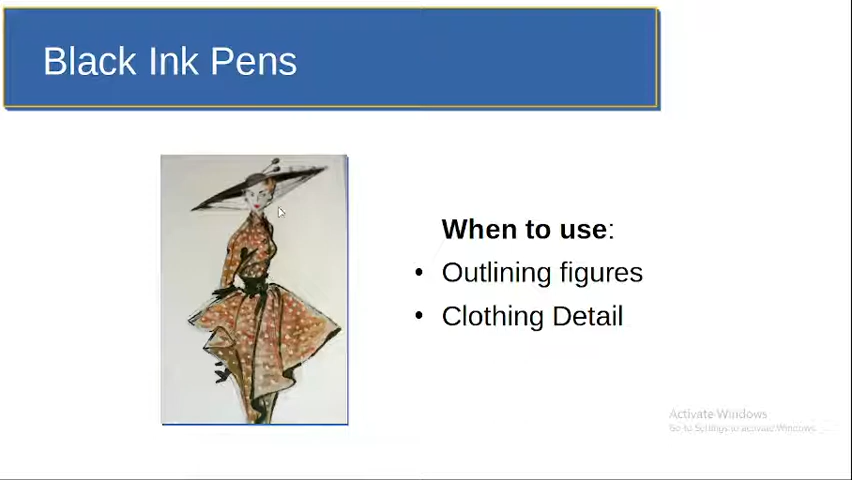 Black Ink Pens
When to use:
• Outlining figures
• Clothing Detail
Activate Windows
Go to Settings to activate Windows.